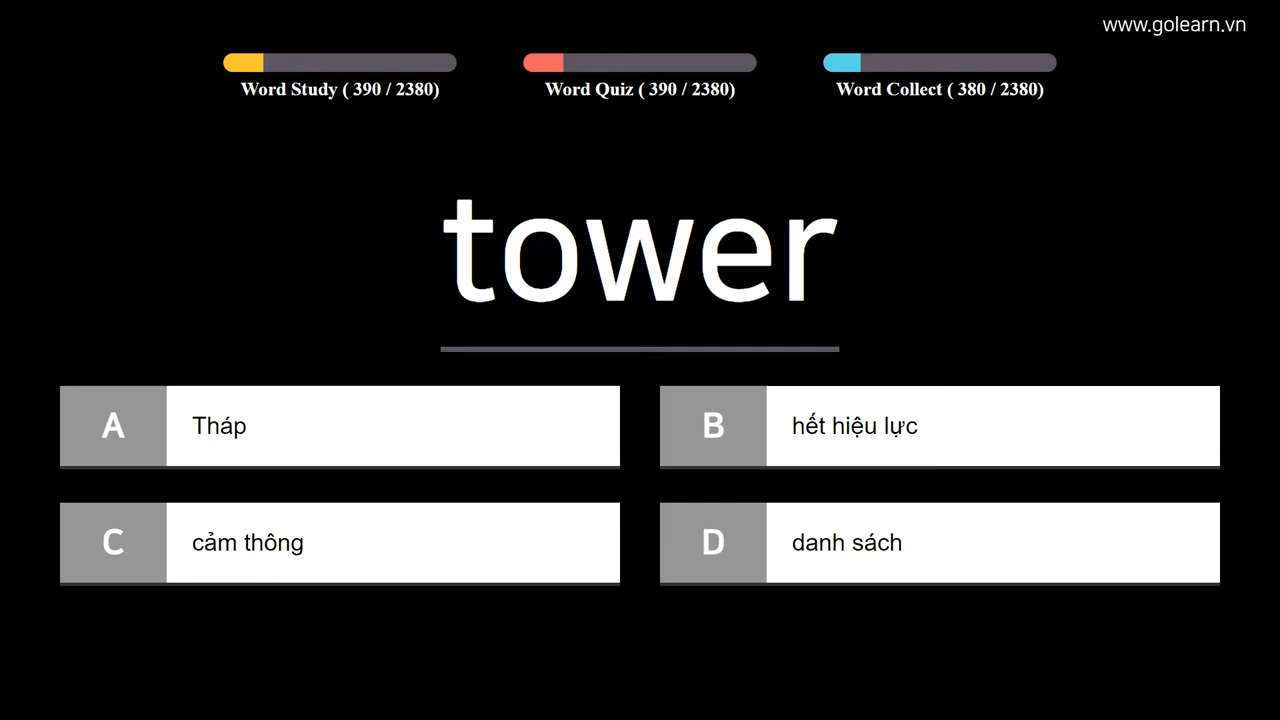 www.golearn.vn
Word Study ( 390 / 2380)
Word Quiz ( 390 / 2380)
Word Collect ( 380 / 2380)
tower
A Tháp
B hết hiệu lực
C cảm thông
D danh sách